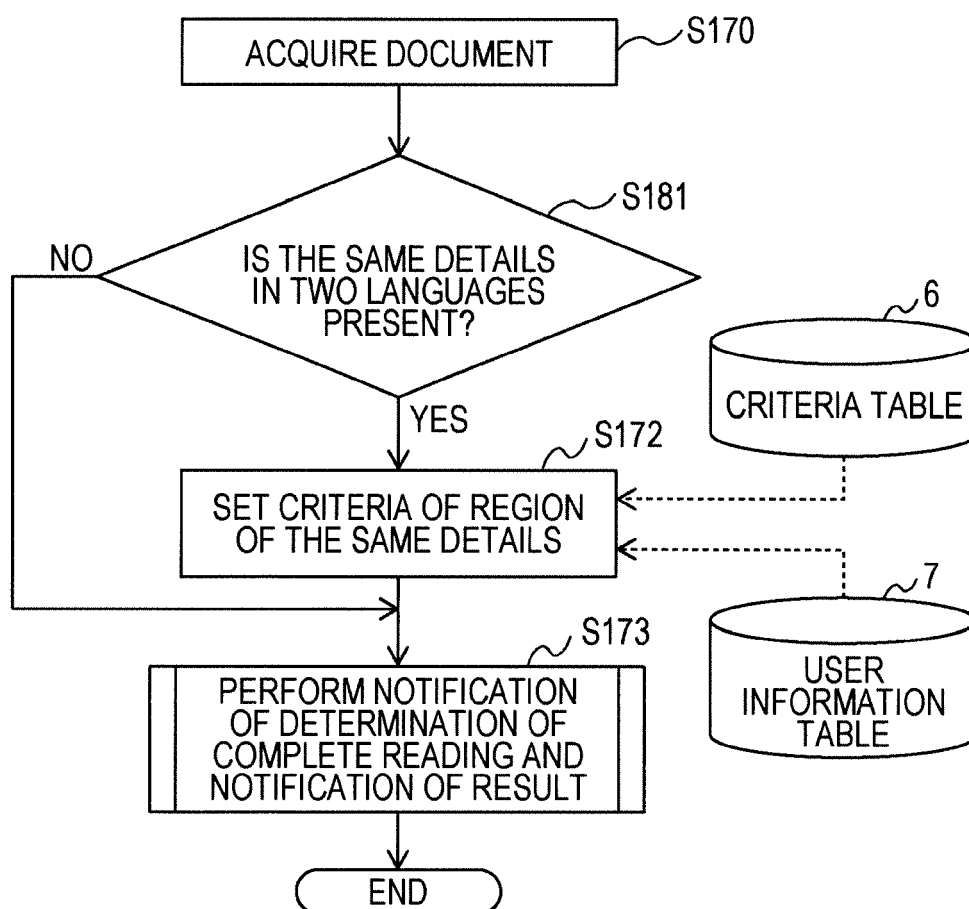 ACQUIRE DOCUMENT
S170
S181
NO
IS THE SAME DETAILS
IN TWO LANGUAGES
PRESENT?
6
CRITERIA TABLE
YES
S172
SET CRITERIA OF REGION
OF THE SAME DETAILS
7
USER
INFORMATION
TABLE
S173
PERFORM NOTIFICATION
OF DETERMINATION OF
COMPLETE READING AND
NOTIFICATION OF RESULT
END